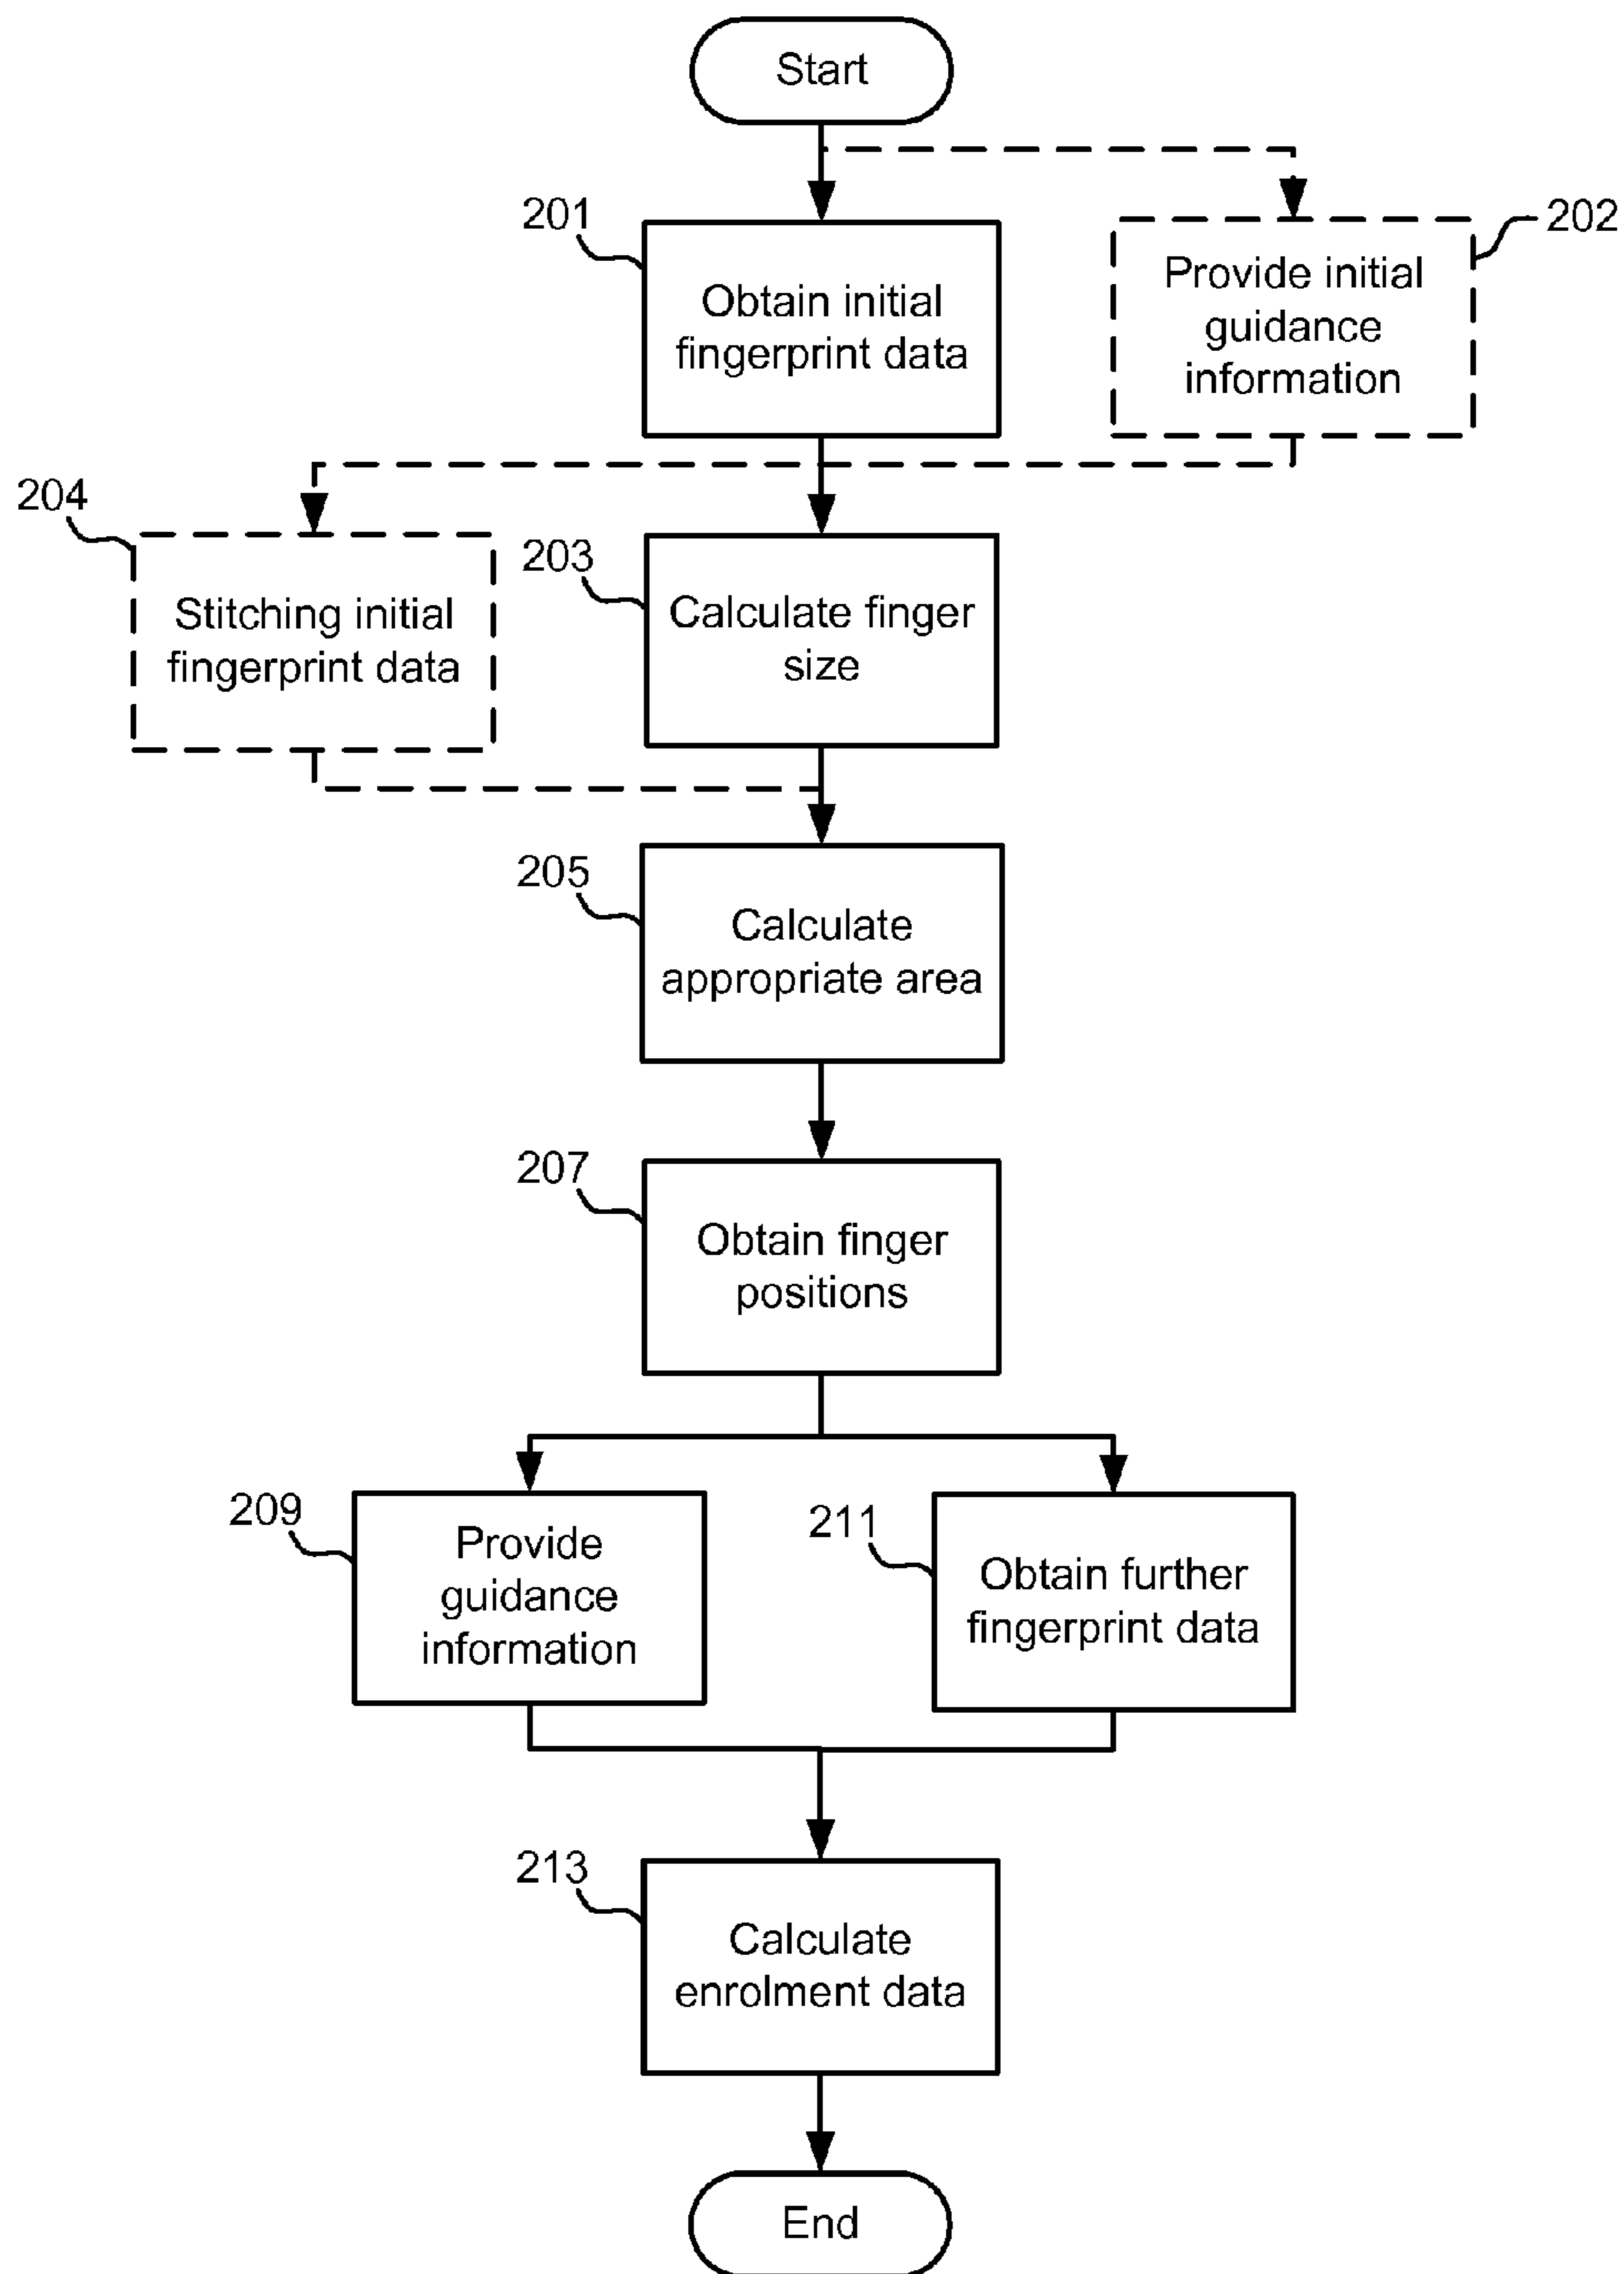 Start
201
Obtain initial
fingerprint data
202
Provide initial
guidance
information
204
Stitching initial
fingerprint data
203
Calculate finger
size
205
Calculate
appropriate area
207
Obtain finger
positions
209
Provide
guidance
information
211
Obtain further
fingerprint data
213
Calculate
enrolment data
End